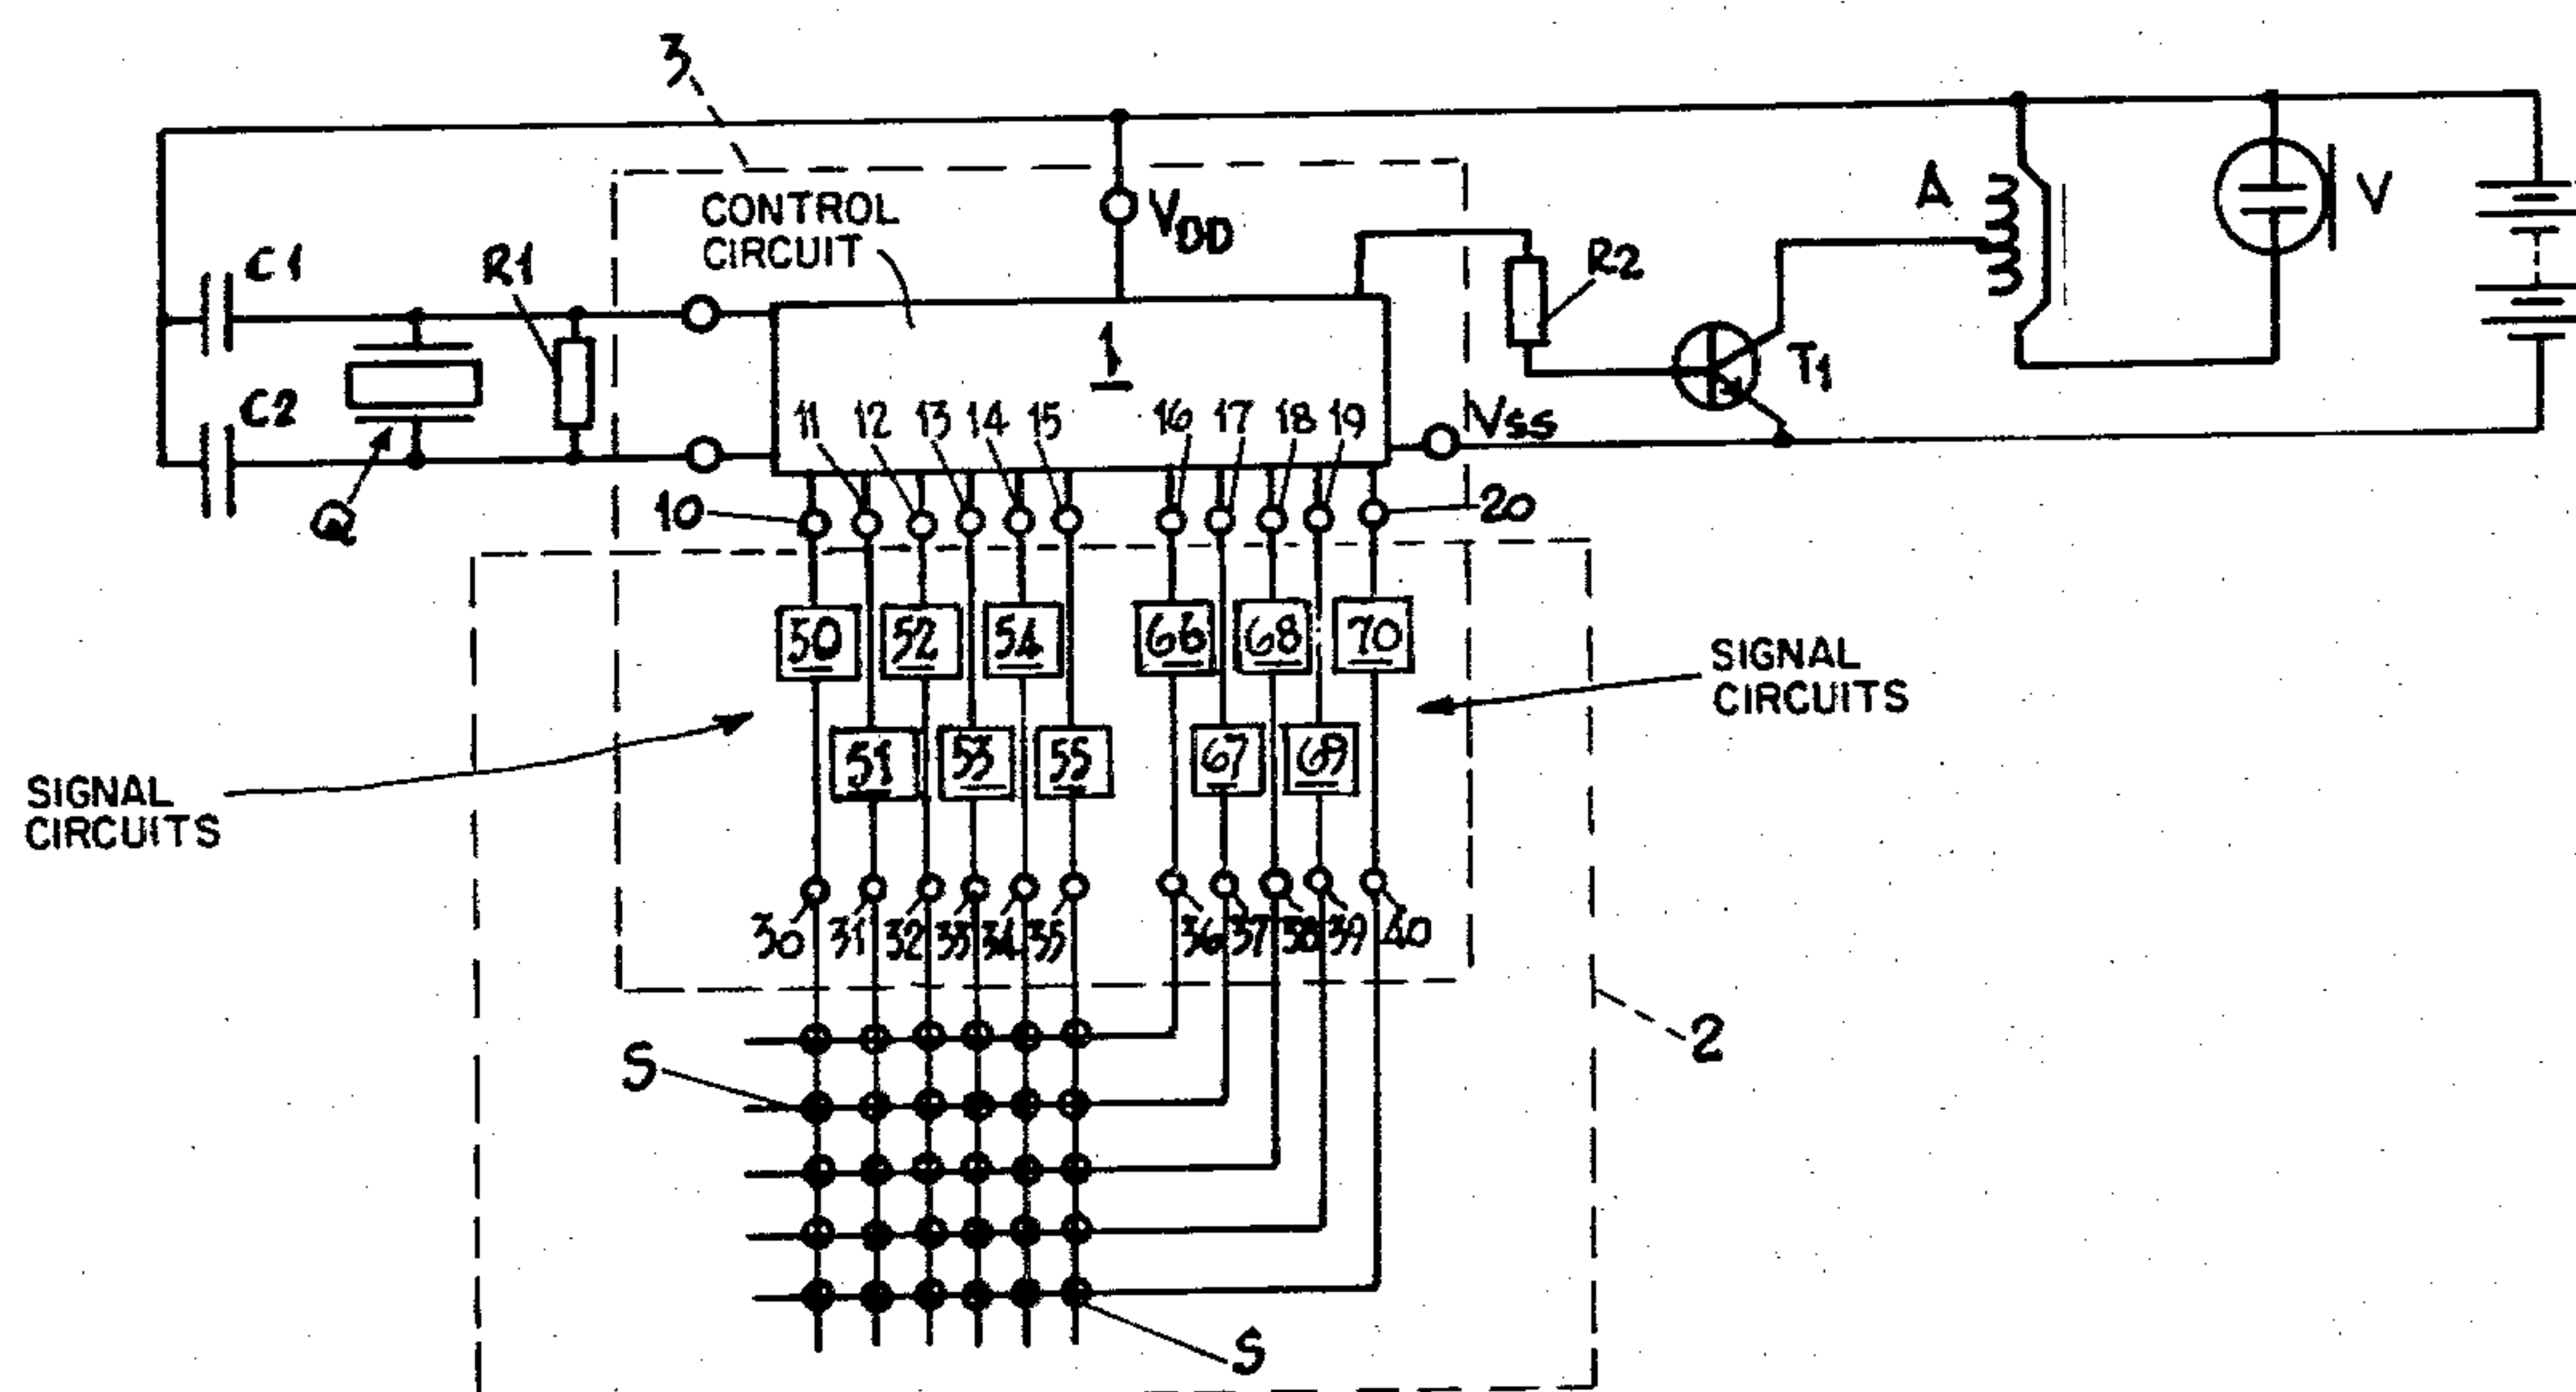 3
CONTROL
CIRCUIT
VDD
A
V
C1
R1
R2
1
T1
C2
11 12 13 14 15 16 17 18 19
VSS
Q
10
20
50 52 54 66 68 70
SIGNAL
CIRCUITS
51 53 55 67 69
SIGNAL
CIRCUITS
30 31 32 33 34 35 36 37 38 39 40
2
S
S